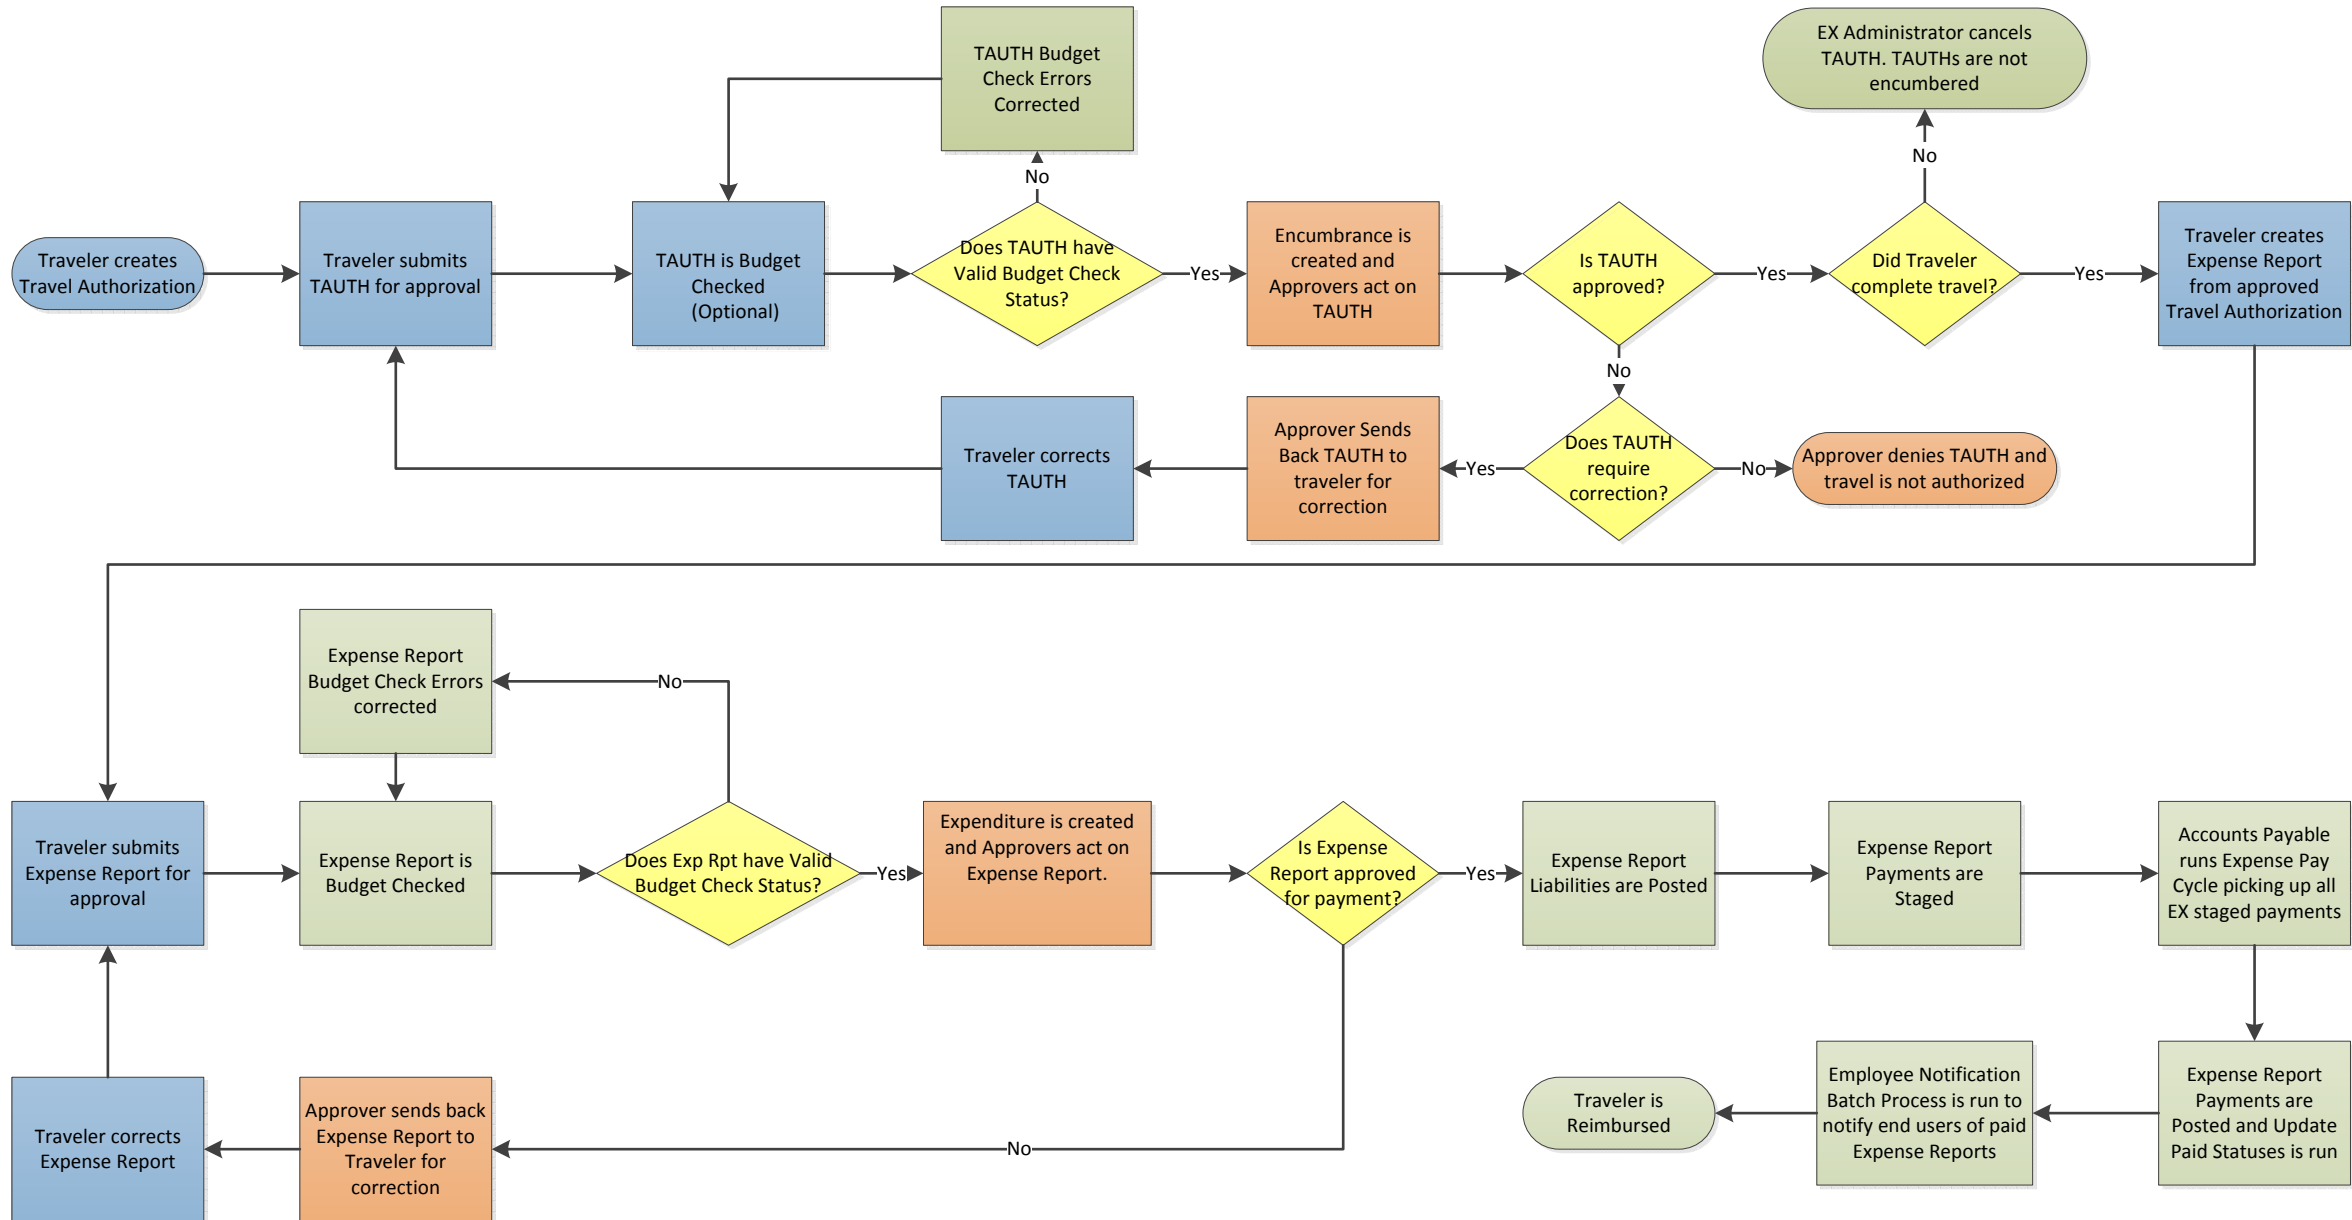 TAUTH Budget
Check Errors
Corrected
EX Administrator cancels
TAUTH. TAUTHs are not
encumbered
No
No
Traveler creates
Travel Authorization
Traveler submits
TAUTH for approval
TAUTH is Budget
Checked
(Optional)
Does TAUTH have
Valid Budget Check
Status?
Yes
Encumbrance is
created and
Approvers act on
TAUTH
Is TAUTH
approved?
Yes
Did Traveler
complete travel?
Yes
Traveler creates
Expense Report
from approved
Travel Authorization
No
Traveler corrects
TAUTH
Approver Sends
Back TAUTH to
traveler for
correction
Yes
Does TAUTH
require
correction?
No
Approver denies TAUTH and
travel is not authorized
Expense Report
Budget Check Errors
corrected
No
Traveler submits
Expense Report for
approval
Expense Report is
Budget Checked
Does Exp Rpt have Valid
Budget Check Status?
Yes
Expenditure is created
and Approvers act on
Expense Report.
Is Expense
Report approved
for payment?
Yes
Expense Report
Liabilities are Posted
Expense Report
Payments are
Staged
Accounts Payable
runs Expense Pay
Cycle picking up all
EX staged payments
Traveler corrects
Expense Report
Approver sends back
Expense Report to
Traveler for
correction
No
Traveler is
Reimbursed
Employee Notification
Batch Process is run to
notify end users of paid
Expense Reports
Expense Report
Payments are
Posted and Update
Paid Statuses is run